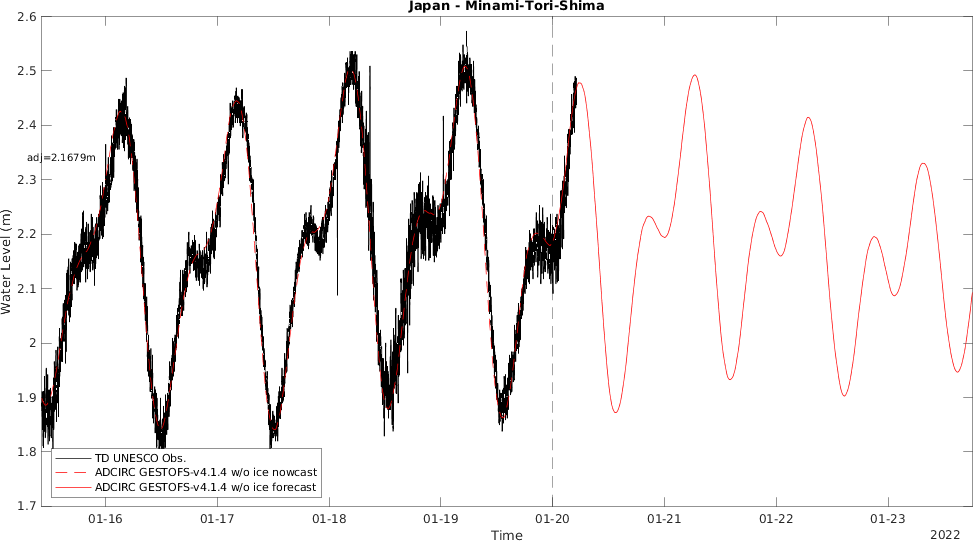 Japan - Minami-Tori-Shima
2.6
2.5
2.4
adj=2.1679m
2.3
2.2
Water Level (m)
2.1
2
1.9
1.8
1.7
TD UNESCO Obs.
ADCIRC GESTOFS-v4.1.4 w/o ice nowcast
ADCIRC GESTOFS-v4.1.4 w/o ice forecast
01-16 01-17 01-18 01-19 01-20 01-21 01-22 01-23
Time
2022